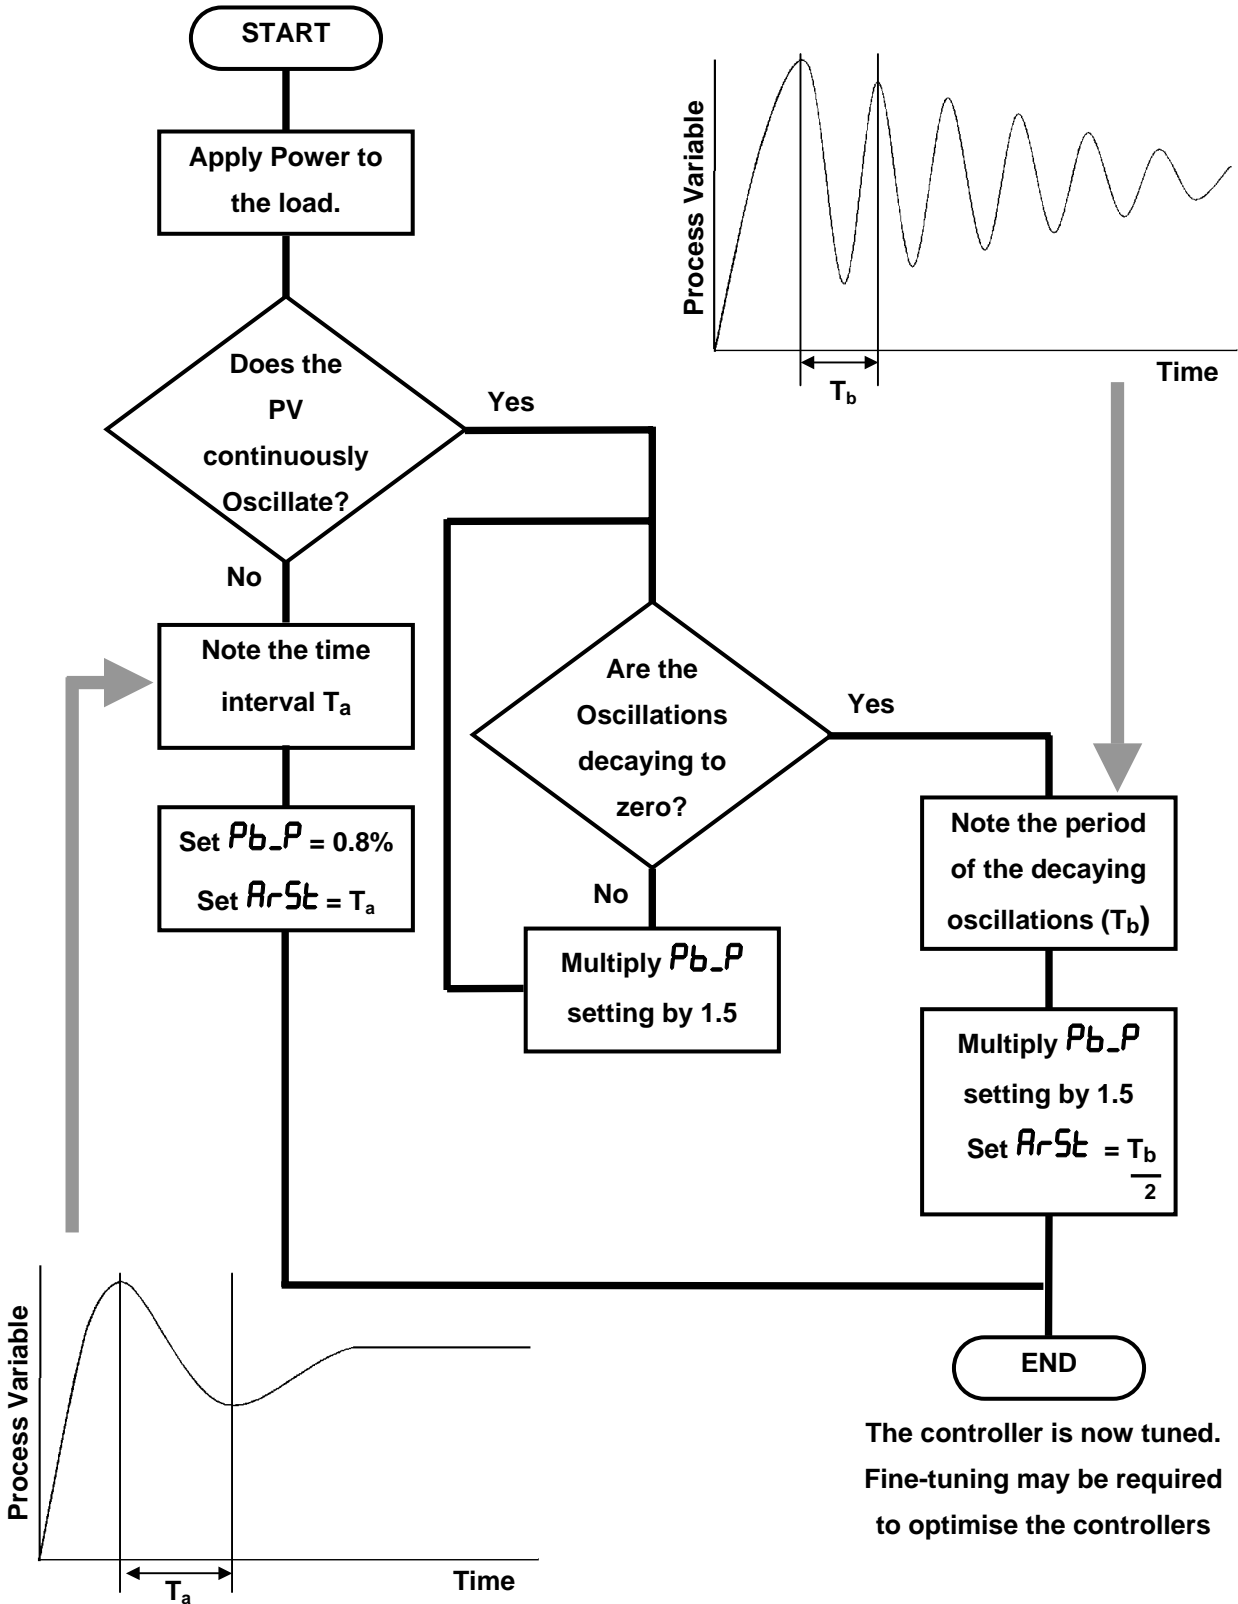 START
Apply Power to
the load.
Does the
PV
continuously
Oscillate?
Yes
No
Note the time
interval Ta
Set Pb_P = 0.8%
Set ArSt = Ta
Are the
Oscillations
decaying to
zero?
Yes
No
Multiply Pb_P
setting by 1.5
Process Variable
Tb
Time
Note the period
of the decaying
oscillations (Tb)
Multiply Pb_P
setting by 1.5
Set ArSt = Tb
2
END
The controller is now tuned.
Fine-tuning may be required
to optimise the controllers
Process Variable
Ta
Time